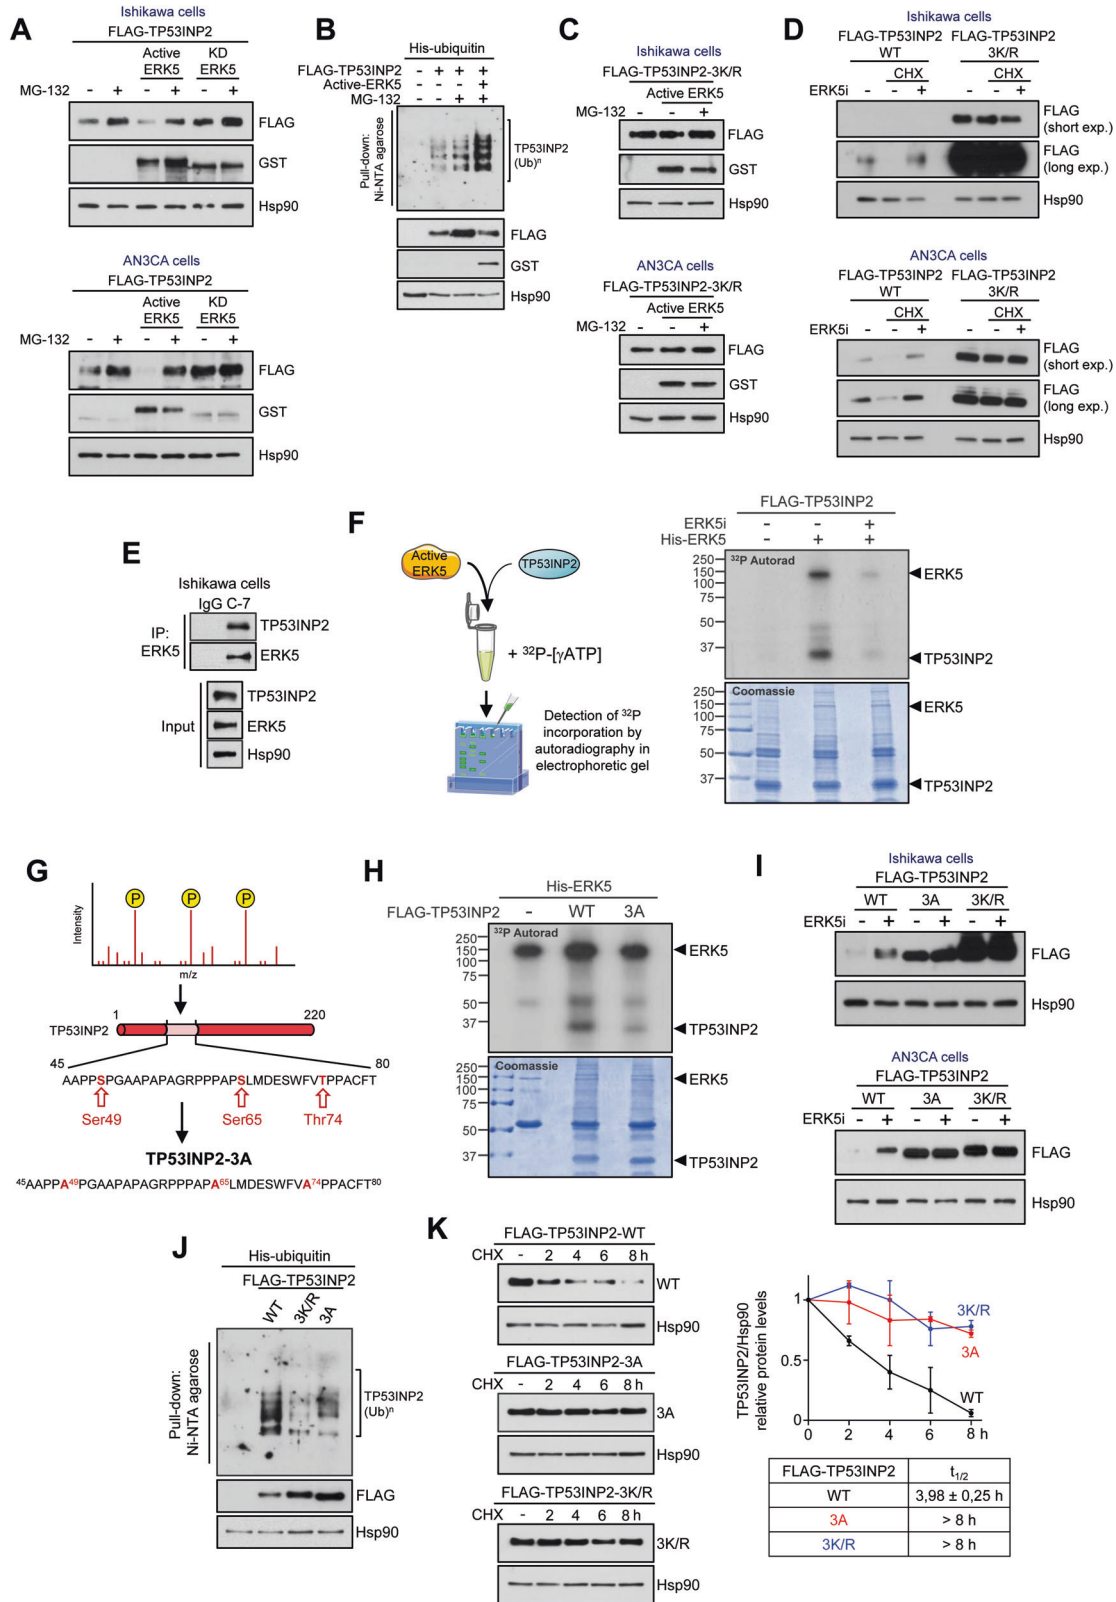 A
Ishikawa cells
FLAG-TP53INP2
Active ERK5
KD ERK5
MG-132 - + - + - +
FLAG
GST
Hsp90
AN3CA cells
FLAG-TP53INP2
Active ERK5
KD ERK5
MG-132 - + - + - +
FLAG
GST
Hsp90
B
His-ubiquitin
FLAG-TP53INP2 - + + +
Active-ERK5 - - - +
MG-132 - - + +
Pull-down: Ni-NTA agarose
TP53INP2 (Ub)ⁿ
FLAG
GST
Hsp90
C
Ishikawa cells
FLAG-TP53INP2-3K/R
Active ERK5
MG-132 - - +
FLAG
GST
Hsp90
AN3CA cells
FLAG-TP53INP2-3K/R
Active ERK5
MG-132 - - +
FLAG
GST
Hsp90
D
Ishikawa cells
FLAG-TP53INP2 FLAG-TP53INP2
WT 3K/R
CHX CHX
ERK5i - - + - - +
FLAG (short exp.)
FLAG (long exp.)
Hsp90
AN3CA cells
FLAG-TP53INP2 FLAG-TP53INP2
WT 3K/R
CHX CHX
ERK5i - - + - - +
FLAG (short exp.)
FLAG (long exp.)
Hsp90
E
Ishikawa cells
IgG C-7
IP: ERK5
TP53INP2
ERK5
Input
TP53INP2
ERK5
Hsp90
F
Active ERK5
TP53INP2
+ ³²P-[γATP]
Detection of ³²P
incorporation by
autoradiography in
electrophoretic gel
FLAG-TP53INP2
ERK5i - - +
His-ERK5 - + +
³²P Autorad
250
150
100
75
50
37
ERK5
TP53INP2
Coomassie
250
150
100
75
50
37
ERK5
TP53INP2
G
Intensity
P P P
m/z
1 220
TP53INP2
45 80
AAPPSPGAAPAPAGRPPPAPSLMDESWFVTPPACFT
Ser49 Ser65 Thr74
TP53INP2-3A
⁴⁵AAPPA⁴⁹PGAAPAPAGRPPPAPA⁶⁵LMDESWFVA⁷⁴PPACFT⁸⁰
H
His-ERK5
FLAG-TP53INP2 - WT 3A
³²P Autorad
250
150
100
75
50
37
ERK5
TP53INP2
Coomassie
250
150
100
75
50
37
ERK5
TP53INP2
I
Ishikawa cells
FLAG-TP53INP2
WT 3A 3K/R
ERK5i - + - + - +
FLAG
Hsp90
AN3CA cells
FLAG-TP53INP2
WT 3A 3K/R
ERK5i - + - + - +
FLAG
Hsp90
J
His-ubiquitin
FLAG-TP53INP2
WT 3K/R 3A
Pull-down: Ni-NTA agarose
TP53INP2 (Ub)ⁿ
FLAG
Hsp90
K
FLAG-TP53INP2-WT
CHX - 2 4 6 8 h
WT
Hsp90
FLAG-TP53INP2-3A
CHX - 2 4 6 8 h
3A
Hsp90
FLAG-TP53INP2-3K/R
CHX - 2 4 6 8 h
3K/R
Hsp90
TP53INP2/Hsp90
relative protein levels
1
0.5
0
3K/R
3A
WT
0 2 4 6 8 h
FLAG-TP53INP2 t1/2
WT 3,98 ± 0,25 h
3A > 8 h
3K/R > 8 h